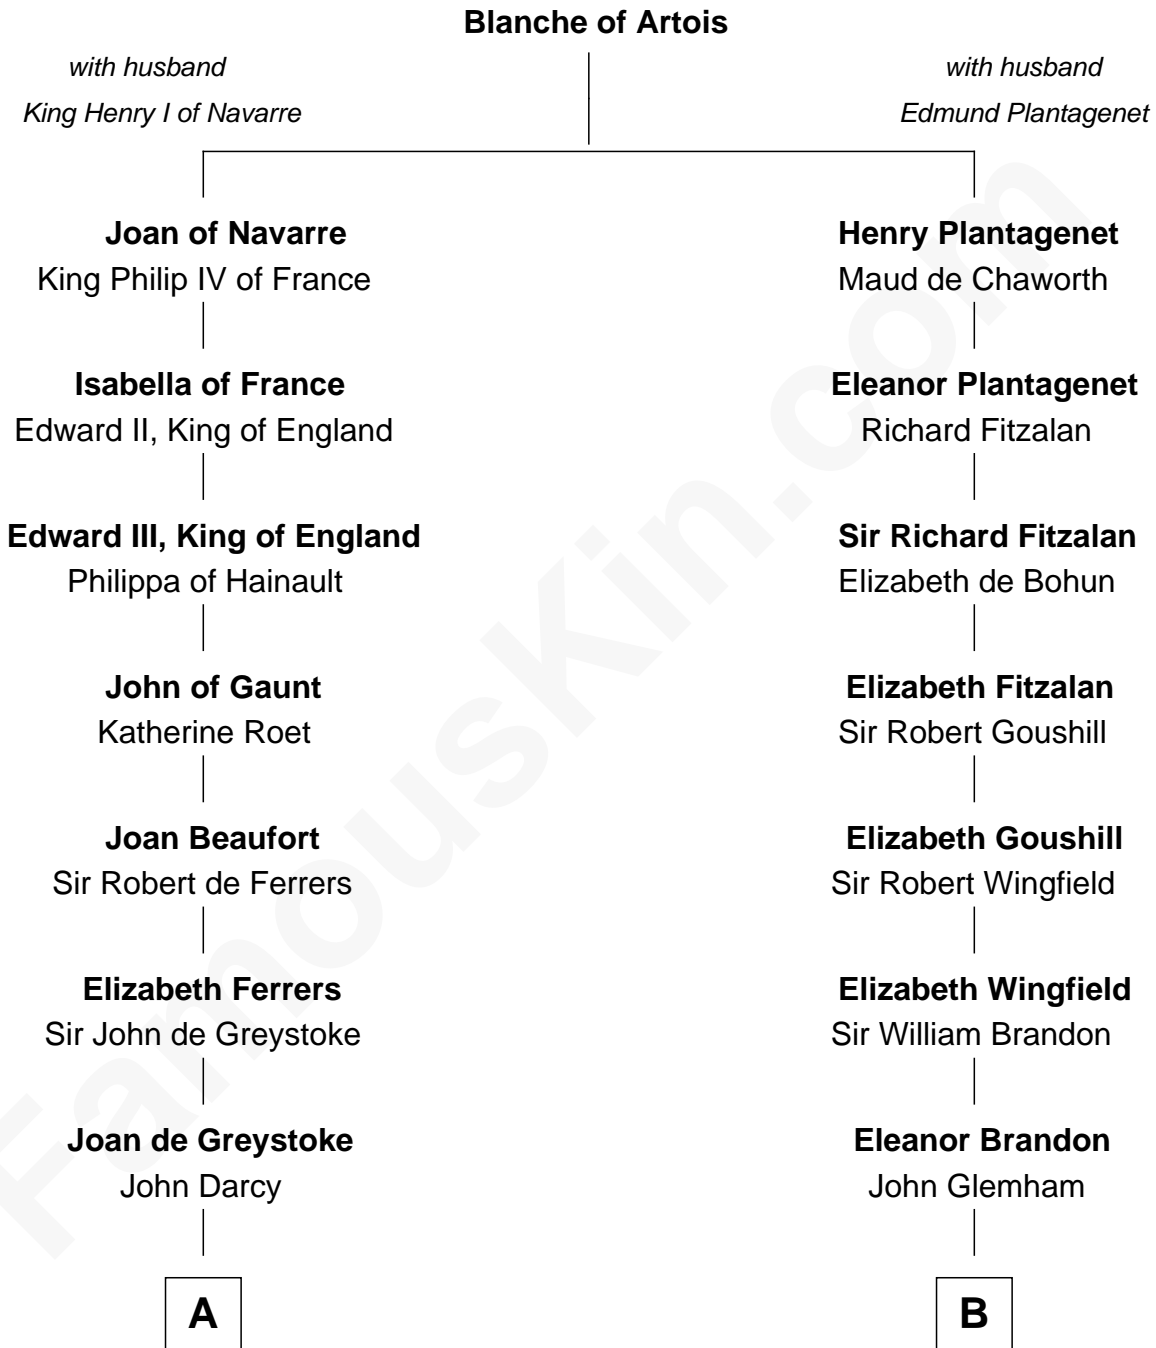 Blanche of Artois
with husband
King Henry I of Navarre
with husband
Edmund Plantagenet
Joan of Navarre
King Philip IV of France
Henry Plantagenet
Maud de Chaworth
Isabella of France
Edward II, King of England
Eleanor Plantagenet
Richard Fitzalan
Edward III, King of England
Philippa of Hainault
Sir Richard Fitzalan
Elizabeth de Bohun
John of Gaunt
Katherine Roet
Elizabeth Fitzalan
Sir Robert Goushill
Joan Beaufort
Sir Robert de Ferrers
Elizabeth Goushill
Sir Robert Wingfield
Elizabeth Ferrers
Sir John de Greystoke
Elizabeth Wingfield
Sir William Brandon
Joan de Greystoke
John Darcy
Eleanor Brandon
John Glemham
A
B
FamousKin.com